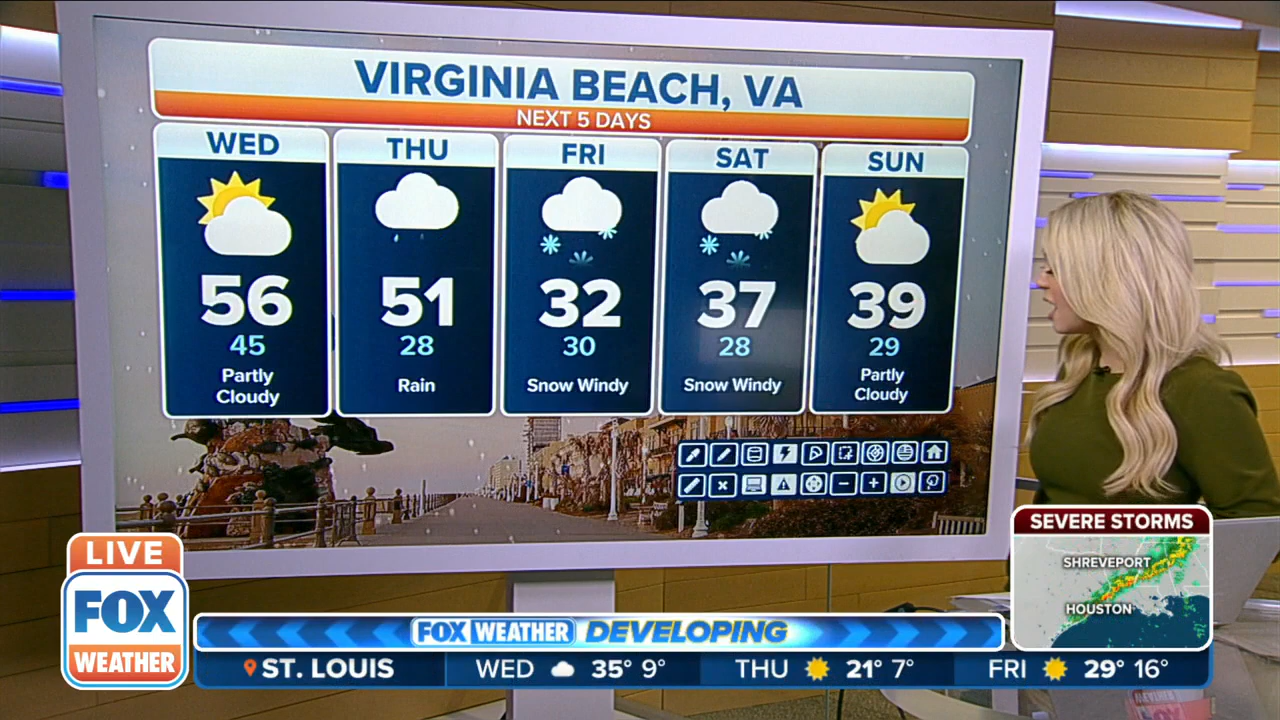 VIRGINIA BEACH, VA
NEXT 5 DAYS
WED
56
45
Partly
Cloudy
THU
51
28
Rain
FRI
32
30
Snow Windy
SAT
37
28
Snow Windy
SUN
39
29
Partly
Cloudy
SEVERE STORMS
SHREVEPORT
HOUSTON
LIVE
FOX
WEATHER
FOX WEATHER DEVELOPING
ST. LOUIS WED 35° 9° THU 21° 7° FRI 29° 16°